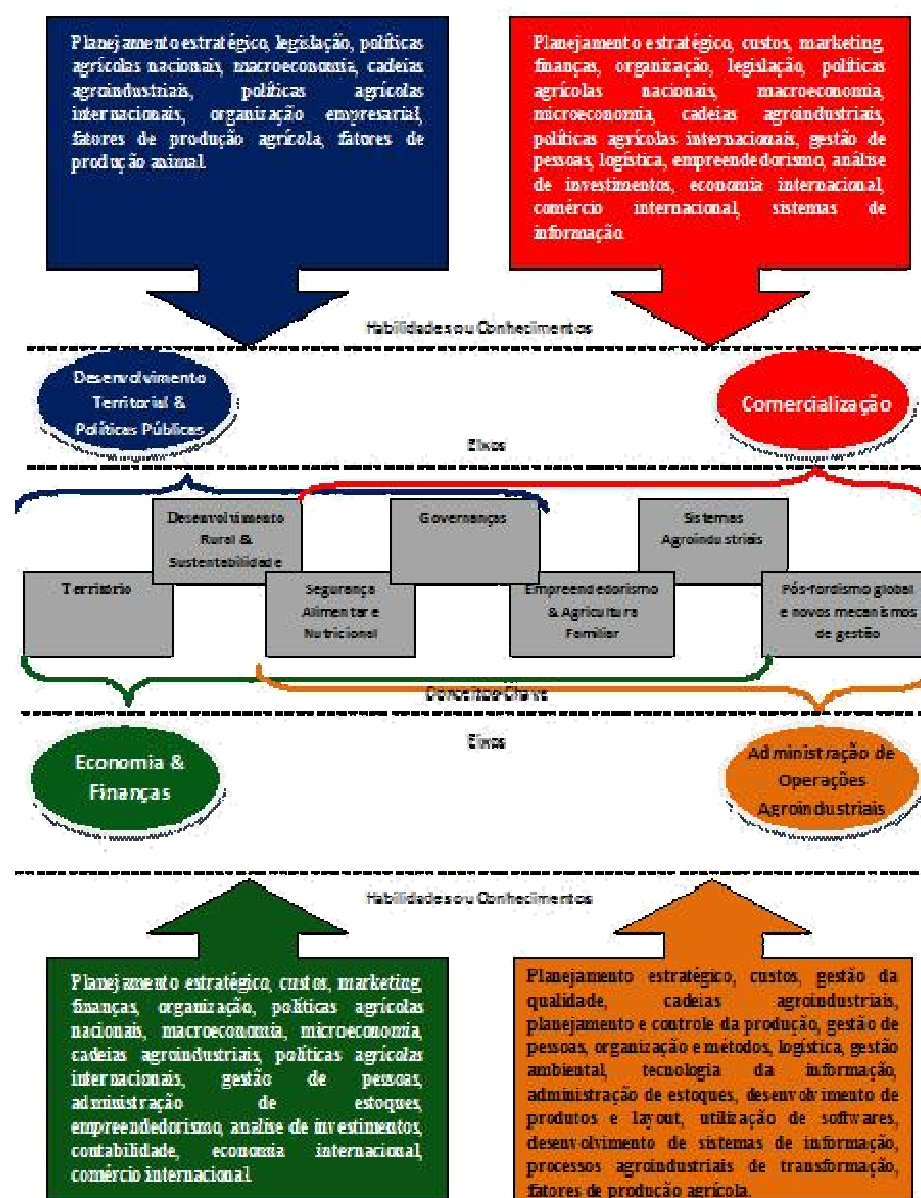 Planejamento estratégico, legislação, políticas
agrícolas nacionais, macroeconomia, cadeias
agroindustriais, políticas agrícolas
internacionais, organização empresarial,
fatores de produção agrícola, fatores de
produção animal.
Planejamento estratégico, custos, marketing,
finanças, organização, legislação, políticas
agrícolas nacionais, macroeconomia,
microeconomia, cadeias agroindustriais,
políticas agrícolas internacionais, gestão de
pessoas, logística, empreendedorismo, análise
de investimentos, economia internacional,
comércio internacional, sistemas de
informação.
Habilidades ou Conhecimentos
Desenvolvimento
Territorial &
Políticas Públicas
Comercialização
Eixos
Desenvolvimento
Rural &
Sustentabilidade
Governanças
Sistemas
Agroindustriais
Território
Segurança
Alimentar e
Nutricional
Empreendedorismo
& Agricultura
Familiar
Pós-fordismo global
e novos mecanismos
de gestão
Conceitos-Chave
Eixos
Economia &
Finanças
Administração de
Operações
Agroindustriais
Habilidades ou Conhecimentos
Planejamento estratégico, custos, marketing,
finanças, organização, políticas agrícolas
nacionais, macroeconomia, microeconomia,
cadeias agroindustriais, políticas agrícolas
internacionais, gestão de pessoas,
administração de estoques,
empreendedorismo, analise de investimentos,
contabilidade, economia internacional,
comércio internacional.
Planejamento estratégico, custos, gestão da
qualidade, cadeias agroindustriais,
planejamento e controle da produção, gestão de
pessoas, organização e métodos, logística, gestão
ambiental, tecnologia da informação,
administração de estoques, desenvolvimento de
produtos e layout, utilização de softwares,
desenvolvimento de sistemas de informação,
processos agroindustriais de transformação,
fatores de produção agrícola.